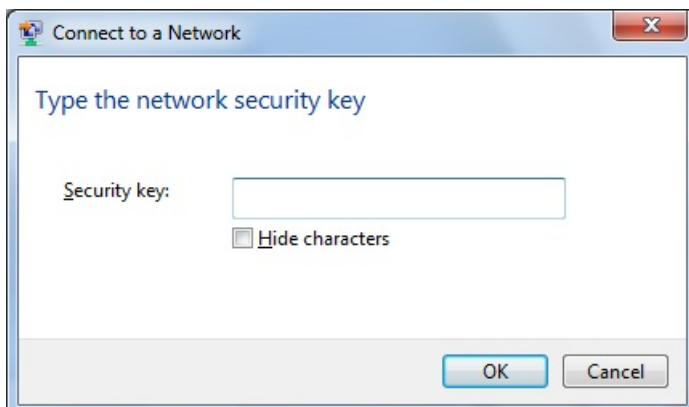 Connect to a Network
Type the network security key
Security key:
Hide characters
OK Cancel